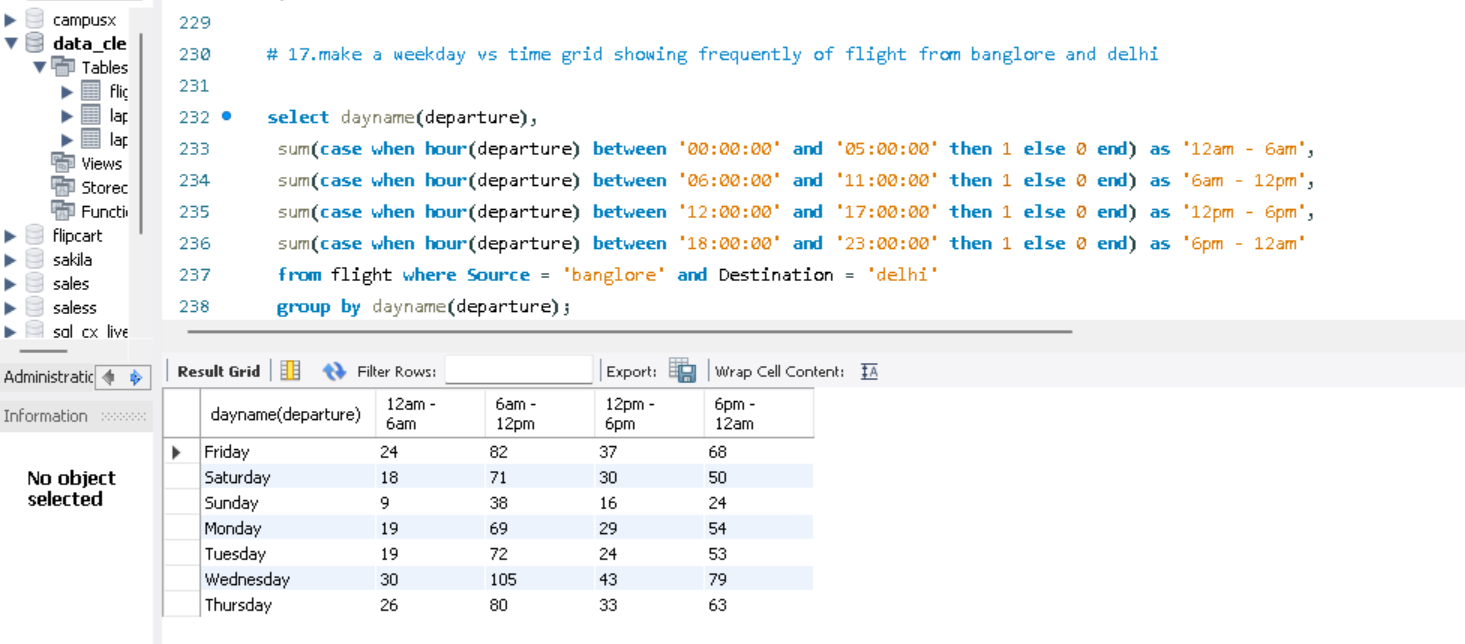 campusx
data_cle
Tables
flig
lap
lap
Views
Storec
Functi
flipcart
sakila
sales
saless
sql_cx_live
Administratic
Information
No object
selected
229
230 # 17.make a weekday vs time grid showing frequently of flight from banglore and delhi
231
232 select dayname(departure),
233 sum(case when hour(departure) between '00:00:00' and '05:00:00' then 1 else 0 end) as '12am - 6am',
234 sum(case when hour(departure) between '06:00:00' and '11:00:00' then 1 else 0 end) as '6am - 12pm',
235 sum(case when hour(departure) between '12:00:00' and '17:00:00' then 1 else 0 end) as '12pm - 6pm',
236 sum(case when hour(departure) between '18:00:00' and '23:00:00' then 1 else 0 end) as '6pm - 12am'
237 from flight where Source = 'banglore' and Destination = 'delhi'
238 group by dayname(departure);
Result Grid Filter Rows: Export: Wrap Cell Content:
dayname(departure) 12am - 6am 6am - 12pm 12pm - 6pm 6pm - 12am
Friday 24 82 37 68
Saturday 18 71 30 50
Sunday 9 38 16 24
Monday 19 69 29 54
Tuesday 19 72 24 53
Wednesday 30 105 43 79
Thursday 26 80 33 63